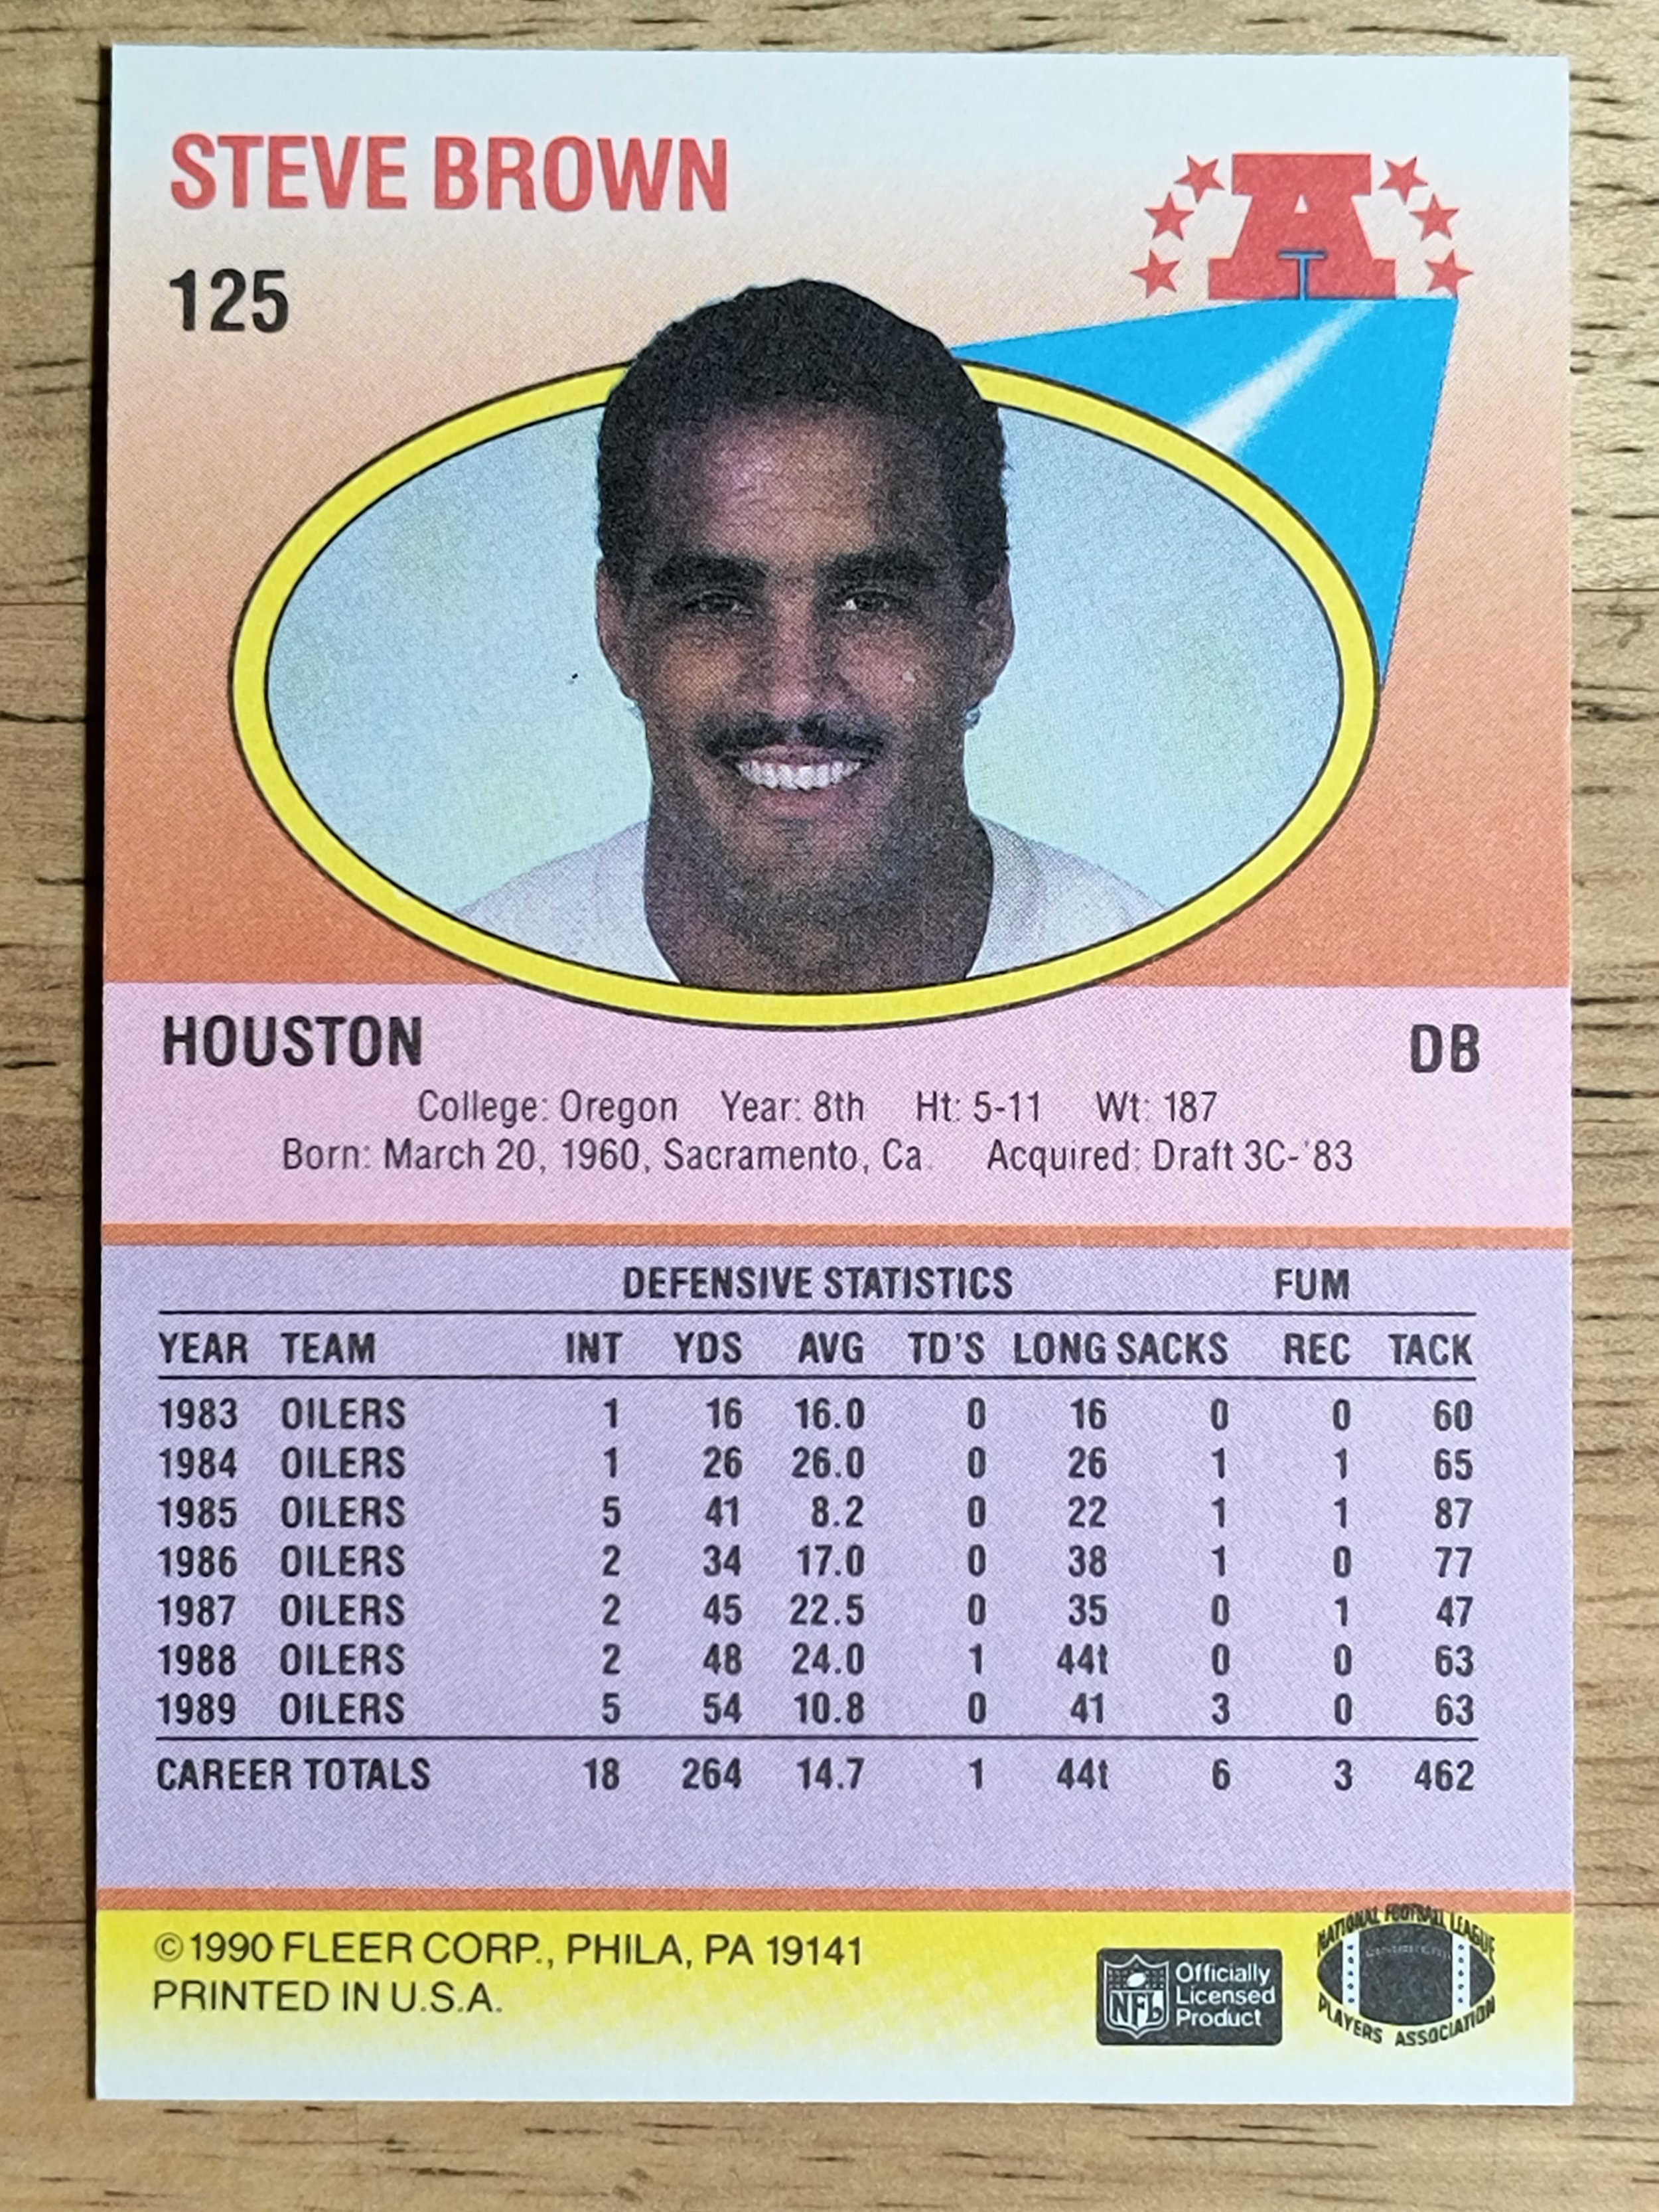 STEVE BROWN
125
A
HOUSTON DB
College: Oregon Year: 8th Ht: 5-11 Wt: 187
Born: March 20, 1960, Sacramento, Ca. Acquired: Draft 3C-'83
DEFENSIVE STATISTICS FUM
YEAR TEAM INT YDS AVG TD'S LONG SACKS REC TACK
1983 OILERS 1 16 16.0 0 16 0 0 60
1984 OILERS 1 26 26.0 0 26 1 1 65
1985 OILERS 5 41 8.2 0 22 1 1 87
1986 OILERS 2 34 17.0 0 38 1 0 77
1987 OILERS 2 45 22.5 0 35 0 1 47
1988 OILERS 2 48 24.0 1 44t 0 0 63
1989 OILERS 5 54 10.8 0 41 3 0 63
CAREER TOTALS 18 264 14.7 1 44t 6 3 462
©1990 FLEER CORP., PHILA, PA 19141
PRINTED IN U.S.A.
NFL
Officially
Licensed
Product
NATIONAL FOOTBALL LEAGUE
PLAYERS ASSOCIATION